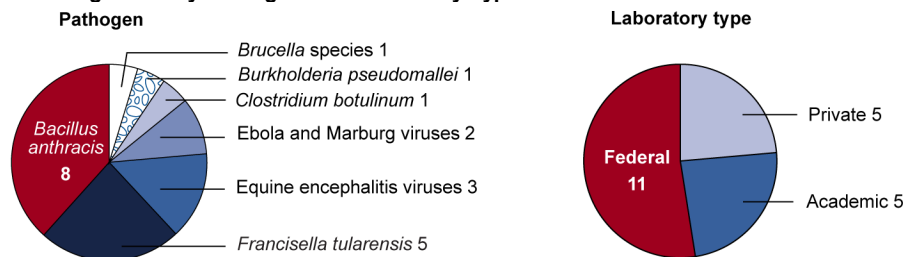 Pathogen
Brucella species 1
Burkholderia pseudomallei 1
Clostridium botulinum 1
Ebola and Marburg viruses 2
Equine encephalitis viruses 3
Francisella tularensis 5
Bacillus
anthracis
8
Laboratory type
Private 5
Academic 5
Federal
11